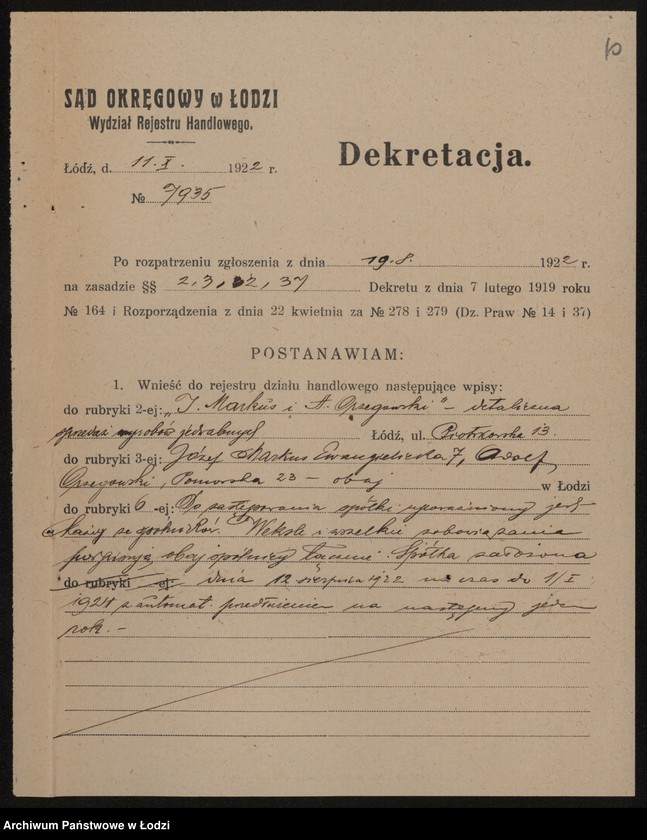 10
SĄD OKRĘGOWY w ŁODZI
Wydział Rejestru Handlowego.
Dekretacja.
Łódź, d. 11.X. 1922 r.
№ 7935
Po rozpatrzeniu zgłoszenia z dnia 19.8. 1922 r.
na zasadzie §§ 2, 3, 32, 37 Dekretu z dnia 7 lutego 1919 roku
№ 164 i Rozporządzenia z dnia 22 kwietnia za № 278 i 279 (Dz. Praw № 14 i 37)
POSTANAWIAM:
1. Wnieść do rejestru działu handlowego następujące wpisy:
do rubryki 2-ej: „J. Markus i A. Orzegowski" – detaliczna
sprzedaż wyrobów jedwabnych Łódź, ul. Piotrkowska 13.
do rubryki 3-ej: Józef Markus Ewangielicka 7, Adolf
Orzegowski, Pomorska 23 – obaj w Łodzi
do rubryki 6 -ej: Do zastępowania spółki upoważniony jest
każdy ze spólników. Weksle i wszelkie zobowiązania
podpisują obaj spólnicy łącznie. Spółka zawiązana
do rubryki -ej: dnia 12 sierpnia 1922 na czas do 1/I
1924 z automat. przedłużeniem na następny jeden
rok. –
Archiwum Państwowe w Łodzi